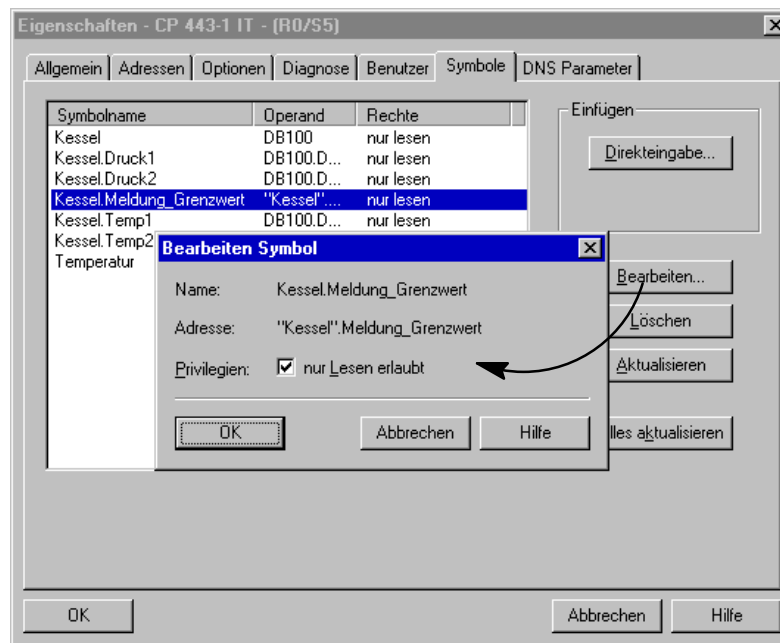 Eigenschaften - CP 443-1 IT - (R0/S5)
Allgemein Adressen Optionen Diagnose Benutzer Symbole DNS Parameter
Symbolname Operand Rechte
Kessel DB100 nur lesen
Kessel.Druck1 DB100.D... nur lesen
Kessel.Druck2 DB100.D... nur lesen
Kessel.Meldung_Grenzwert "Kessel".... nur lesen
Kessel.Temp1 DB100.D... nur lesen
Kessel.Temp2
Temperatur
Einfügen
Direkteingabe...
Bearbeiten...
Löschen
Aktualisieren
lles aktualisieren
Bearbeiten Symbol
Name: Kessel.Meldung_Grenzwert
Adresse: "Kessel".Meldung_Grenzwert
Privilegien: nur Lesen erlaubt
OK Abbrechen Hilfe
OK Abbrechen Hilfe